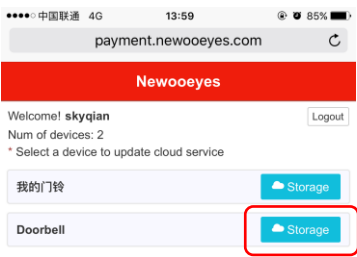 中国联通 4G 13:59 85%
payment.newooeyes.com
Newooeyes
Welcome! skyqian Logout
Num of devices: 2
* Select a device to update cloud service
我的门铃 Storage
Doorbell Storage